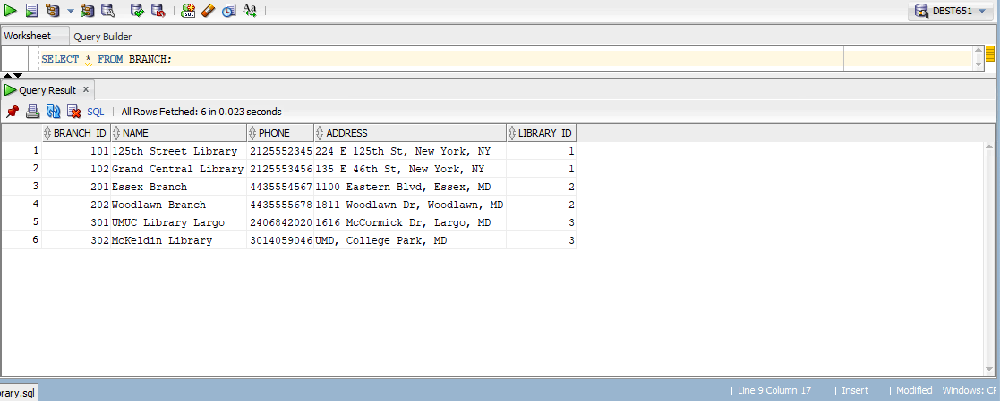 DBST651
Worksheet Query Builder
SELECT * FROM BRANCH;
Query Result x
SQL | All Rows Fetched: 6 in 0.023 seconds
BRANCH_ID NAME PHONE ADDRESS LIBRARY_ID
1 101 125th Street Library 2125552345 224 E 125th St, New York, NY 1
2 102 Grand Central Library 2125553456 135 E 46th St, New York, NY 1
3 201 Essex Branch 4435554567 1100 Eastern Blvd, Essex, MD 2
4 202 Woodlawn Branch 4435555678 1811 Woodlawn Dr, Woodlawn, MD 2
5 301 UMUC Library Largo 2406842020 1616 McCormick Dr, Largo, MD 3
6 302 McKeldin Library 3014059046 UMD, College Park, MD 3
rary.sql | Line 9 Column 17 | Insert | Modified | Windows: CF